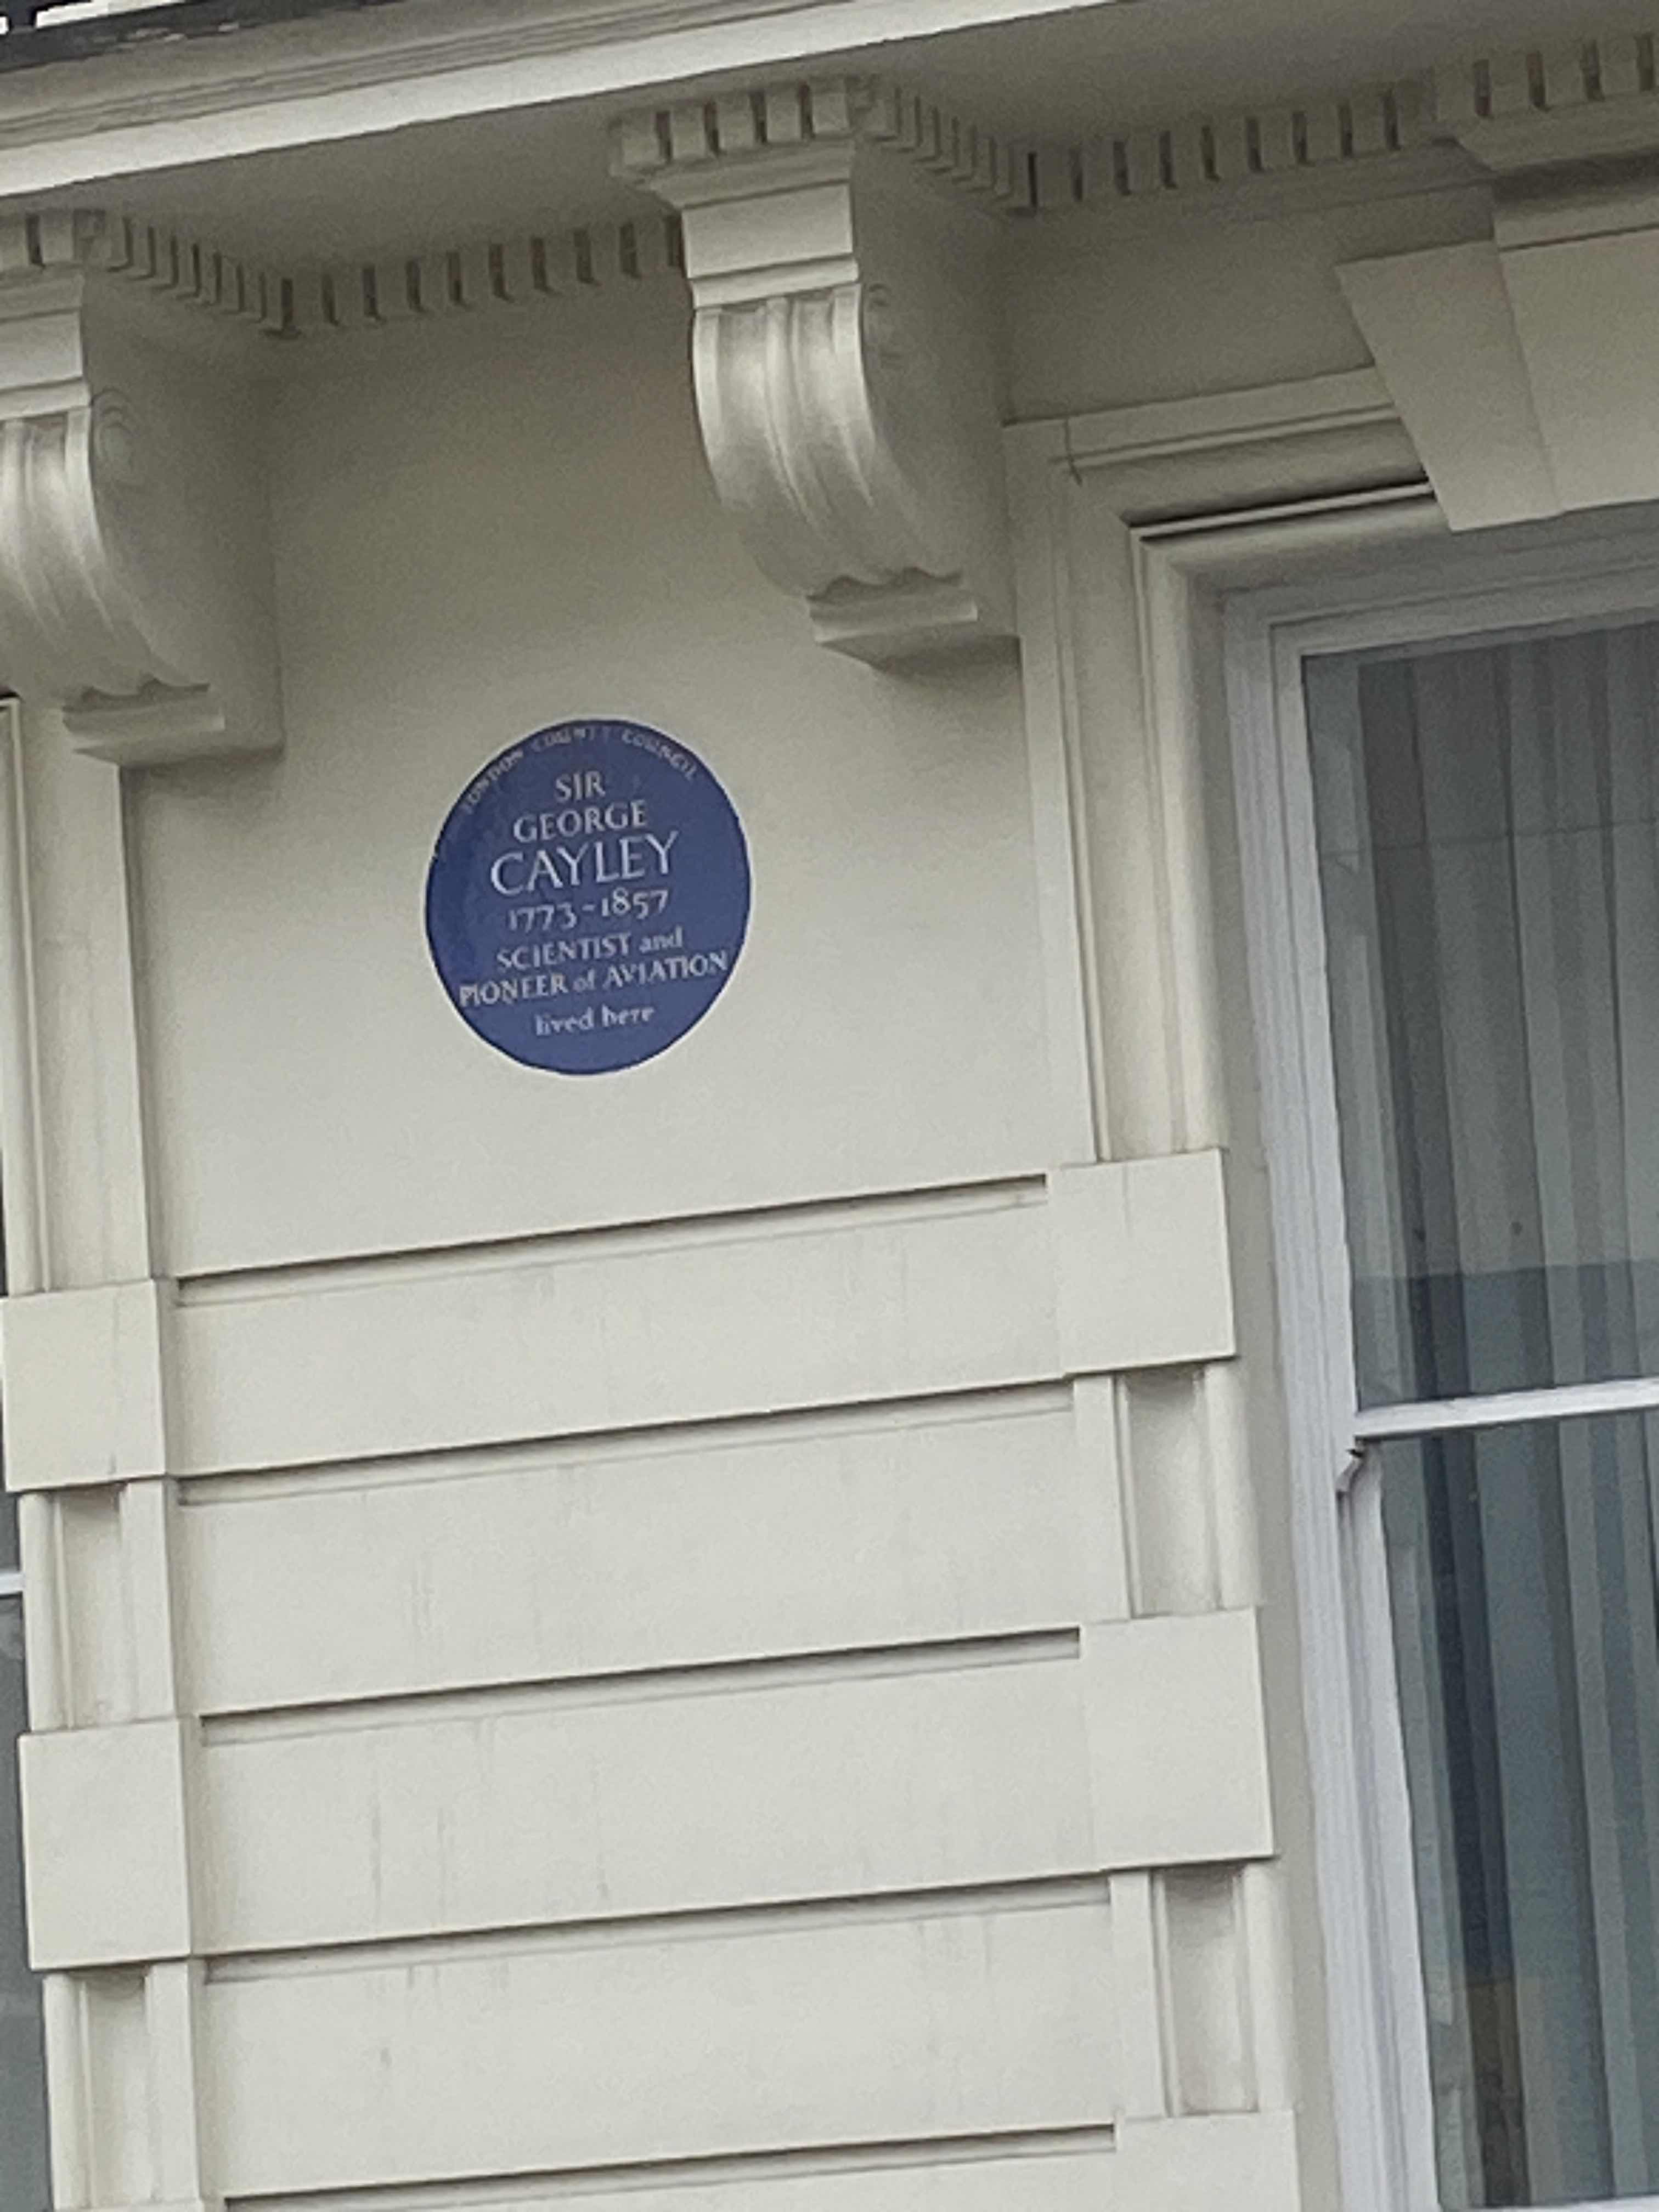 LONDON COUNTY COUNCIL
SIR
GEORGE
CAYLEY
1773-1857
SCIENTIST and
PIONEER of AVIATION
lived here